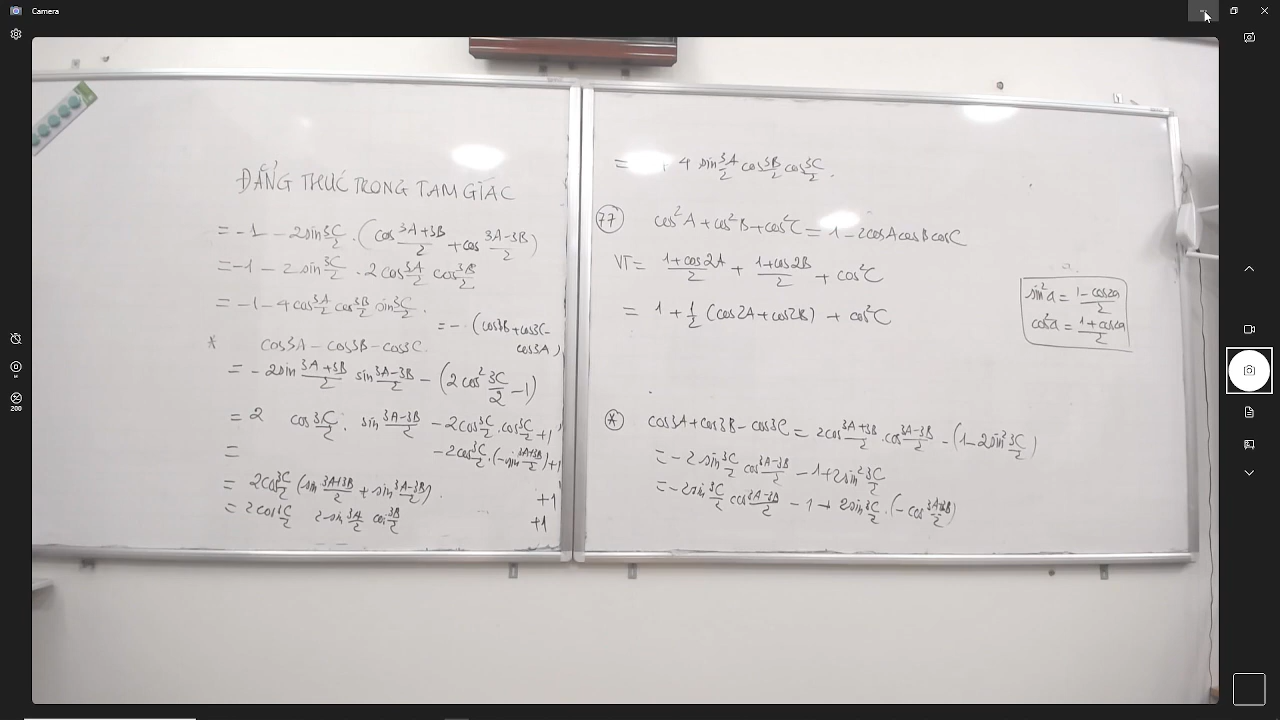 Camera
ĐẲNG THỨC TRONG TAM GIÁC
= -1 - 2sin 3C/2 . (cos (3A+3B)/2 + cos (3A-3B)/2)
= -1 - 2 sin 3C/2 . 2cos 3A/2 cos 3B/2
= -1 - 4cos 3A/2 cos 3B/2 sin 3C/2 .
= - (cos3B + cos3C - cos3A)
* cos3A - cos3B - cos3C.
= - 2sin (3A+3B)/2 sin (3A-3B)/2 - (2cos² 3C/2 - 1)
= 2 cos 3C/2 . sin (3A-3B)/2 - 2cos 3C/2 . cos 3C/2 + 1
= - 2cos 3C/2 . (-sin (3A+3B)/2) + 1
= 2cos 3C/2 (sin (3A+3B)/2 + sin (3A-3B)/2) . + 1
= 2cos 3C/2 2sin 3A/2 cos 3B/2 + 1
= 4 sin 3A/2 cos 3B/2 cos 3C/2 .
77 cos²A + cos²B + cos²C = 1 - 2cosA cosB cosC
VT = (1+cos2A)/2 + (1+cos2B)/2 + cos²C
= 1 + 1/2 (cos2A + cos2B) + cos²C
sin²a = (1-cos2a)/2
cos²a = (1+cos2a)/2
* cos3A + cos3B - cos3C = 2cos (3A+3B)/2 . cos (3A-3B)/2 - (1 - 2sin² 3C/2)
= - 2 sin 3C/2 cos (3A-3B)/2 - 1 + 2sin² 3C/2
= - 2sin 3C/2 cos (3A-3B)/2 - 1 + 2sin 3C/2 . (- cos (3A+3B)/2)